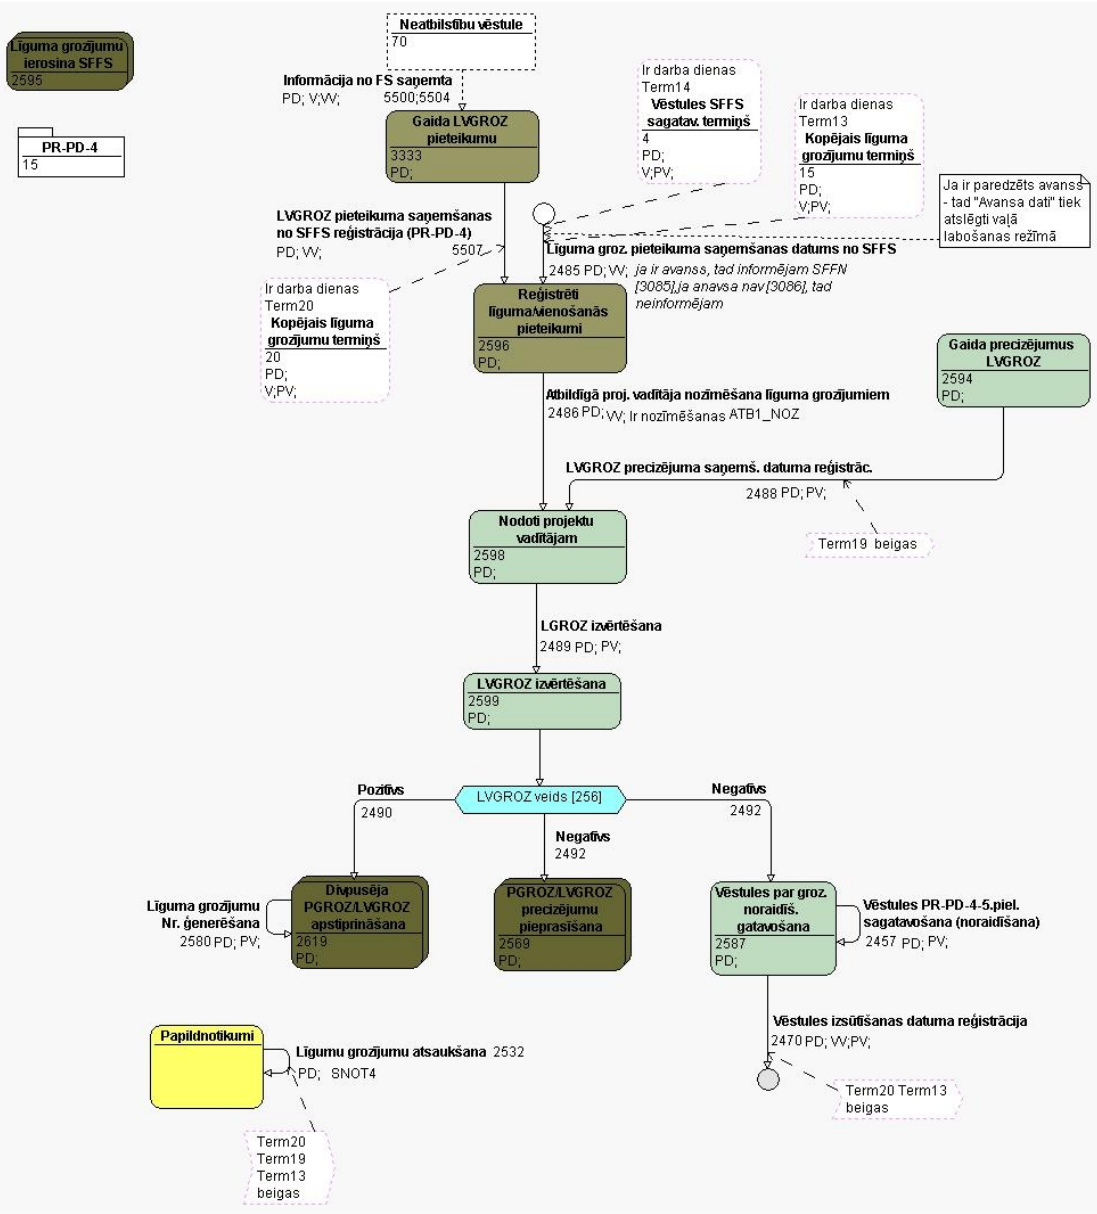 Līguma grozījumu
ierosina SFFS
2595
PR-PD-4
15
Neatbilstību vēstule
70
Informācija no FS saņemta
PD; V;VV; 5500;5504
Gaida LVGROZ
pieteikumu
3333
PD;
Ir darba dienas
Term14
Vēstules SFFS
sagatav. termiņš
4
PD;
V;PV;
Ir darba dienas
Term13
Kopējais līguma
grozījumu termiņš
15
PD;
V;PV;
Ja ir paredzēts avanss
- tad "Avansa dati" tiek
atslēgti vaļā
labošanas režīmā
LVGROZ pieteikuma saņemšanas
no SFFS reģistrācija (PR-PD-4)
PD; VV; 5507
Līguma groz. pieteikuma saņemšanas datums no SFFS
2485 PD; VV; ja ir avanss, tad informējam SFFN
[3085],ja anavsa nav [3086], tad
neinformējam
Ir darba dienas
Term20
Kopējais līguma
grozījumu termiņš
20
PD;
V;PV;
Reģistrēti
līguma/vienošanās
pieteikumi
2596
PD;
Gaida precizējumus
LVGROZ
2594
PD;
Atbildīgā proj. vadītāja nozīmēšana līguma grozījumiem
2486 PD; VV; Ir nozīmēšanas ATB1_NOZ
LVGROZ precizējuma saņemš. datuma reģistrāc.
2488 PD; PV;
Term19 beigas
Nodoti projektu
vadītājam
2598
PD;
LGROZ izvērtēšana
2489 PD; PV;
LVGROZ izvērtēšana
2599
PD;
Pozitīvs
2490
LVGROZ veids [256]
Negatīvs
2492
Negatīvs
2492
Līguma grozījumu
Nr. ģenerēšana
2580 PD; PV;
Divpusēja
PGROZ/LVGROZ
apstiprināšana
2619
PD;
PGROZ/LVGROZ
precizējumu
pieprasīšana
2569
PD;
Vēstules par groz.
noraidīš.
gatavošana
2587
PD;
Vēstules PR-PD-4-5.piel.
sagatavošana (noraidīšana)
2457 PD; PV;
Vēstules izsūtīšanas datuma reģistrācija
2470 PD; VV;PV;
Term20 Term13
beigas
Papildnotikumi
Līgumu grozījumu atsaukšana 2532
PD; SNOT4
Term20
Term19
Term13
beigas